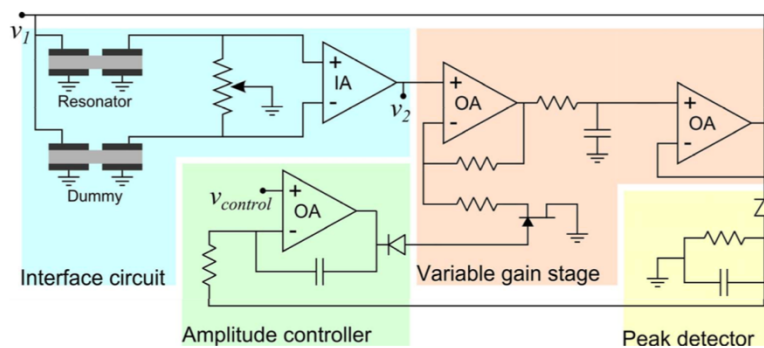 v1
+
IA
-
v2
Resonator
Dummy
+
OA
-
+
OA
-
vcontrol
+
OA
-
Interface circuit
Variable gain stage
Amplitude controller
Peak detector